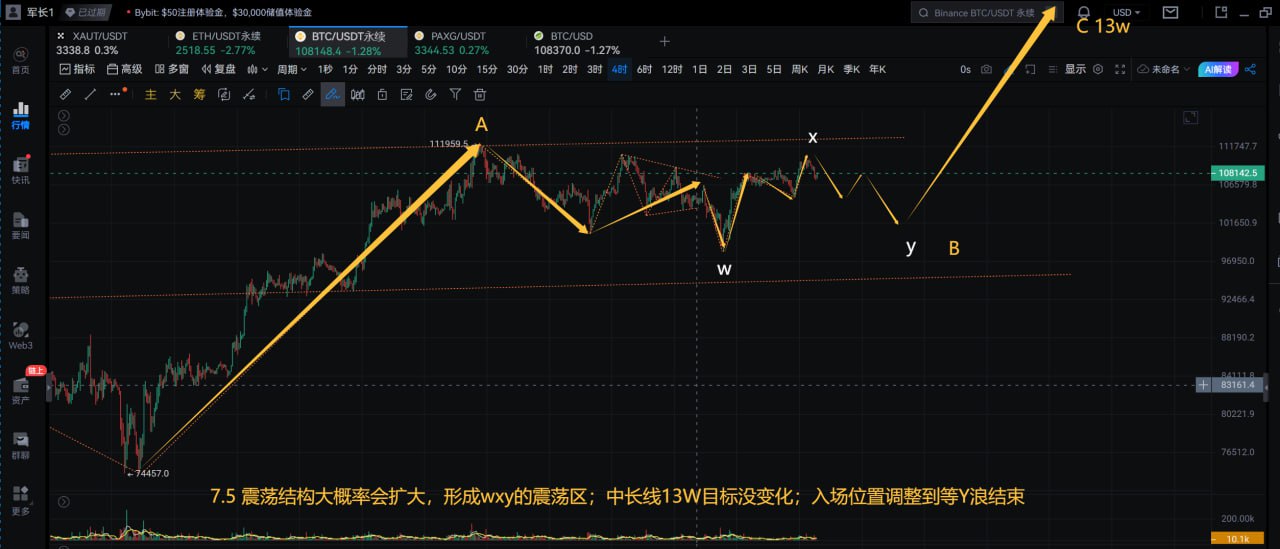 军长1 已过期 • Bybit: $50注册体验金，$30,000储值体验金
Binance BTC/USDT 永续
USD
C 13w
XAUT/USDT
3338.8 0.3%
ETH/USDT永续
2518.55 -2.77%
BTC/USDT永续
108148.4 -1.28%
PAXG/USDT
3344.53 0.27%
BTC/USD
108370.0 -1.27%
指标 高级 多窗 复盘 周期 1秒 1分 分时 3分 5分 10分 15分 30分 1时 2时 3时 4时 6时 12时 1日 2日 3日 5日 周K 月K 季K 年K 0s 显示 未命名 AI解读
主 大 筹
首页
行情
快讯
要闻
策略
Web3
链上
资产
群聊
更多
A
111959.5
X
W
y
B
←74457.0
111747.7
108142.5
106579.8
101650.9
96950.0
92466.4
88190.2
84111.8
83161.4
80221.9
76512.0
7.5 震荡结构大概率会扩大，形成wxy的震荡区；中长线13W目标没变化；入场位置调整到等Y浪结束
200.00k
10.1k